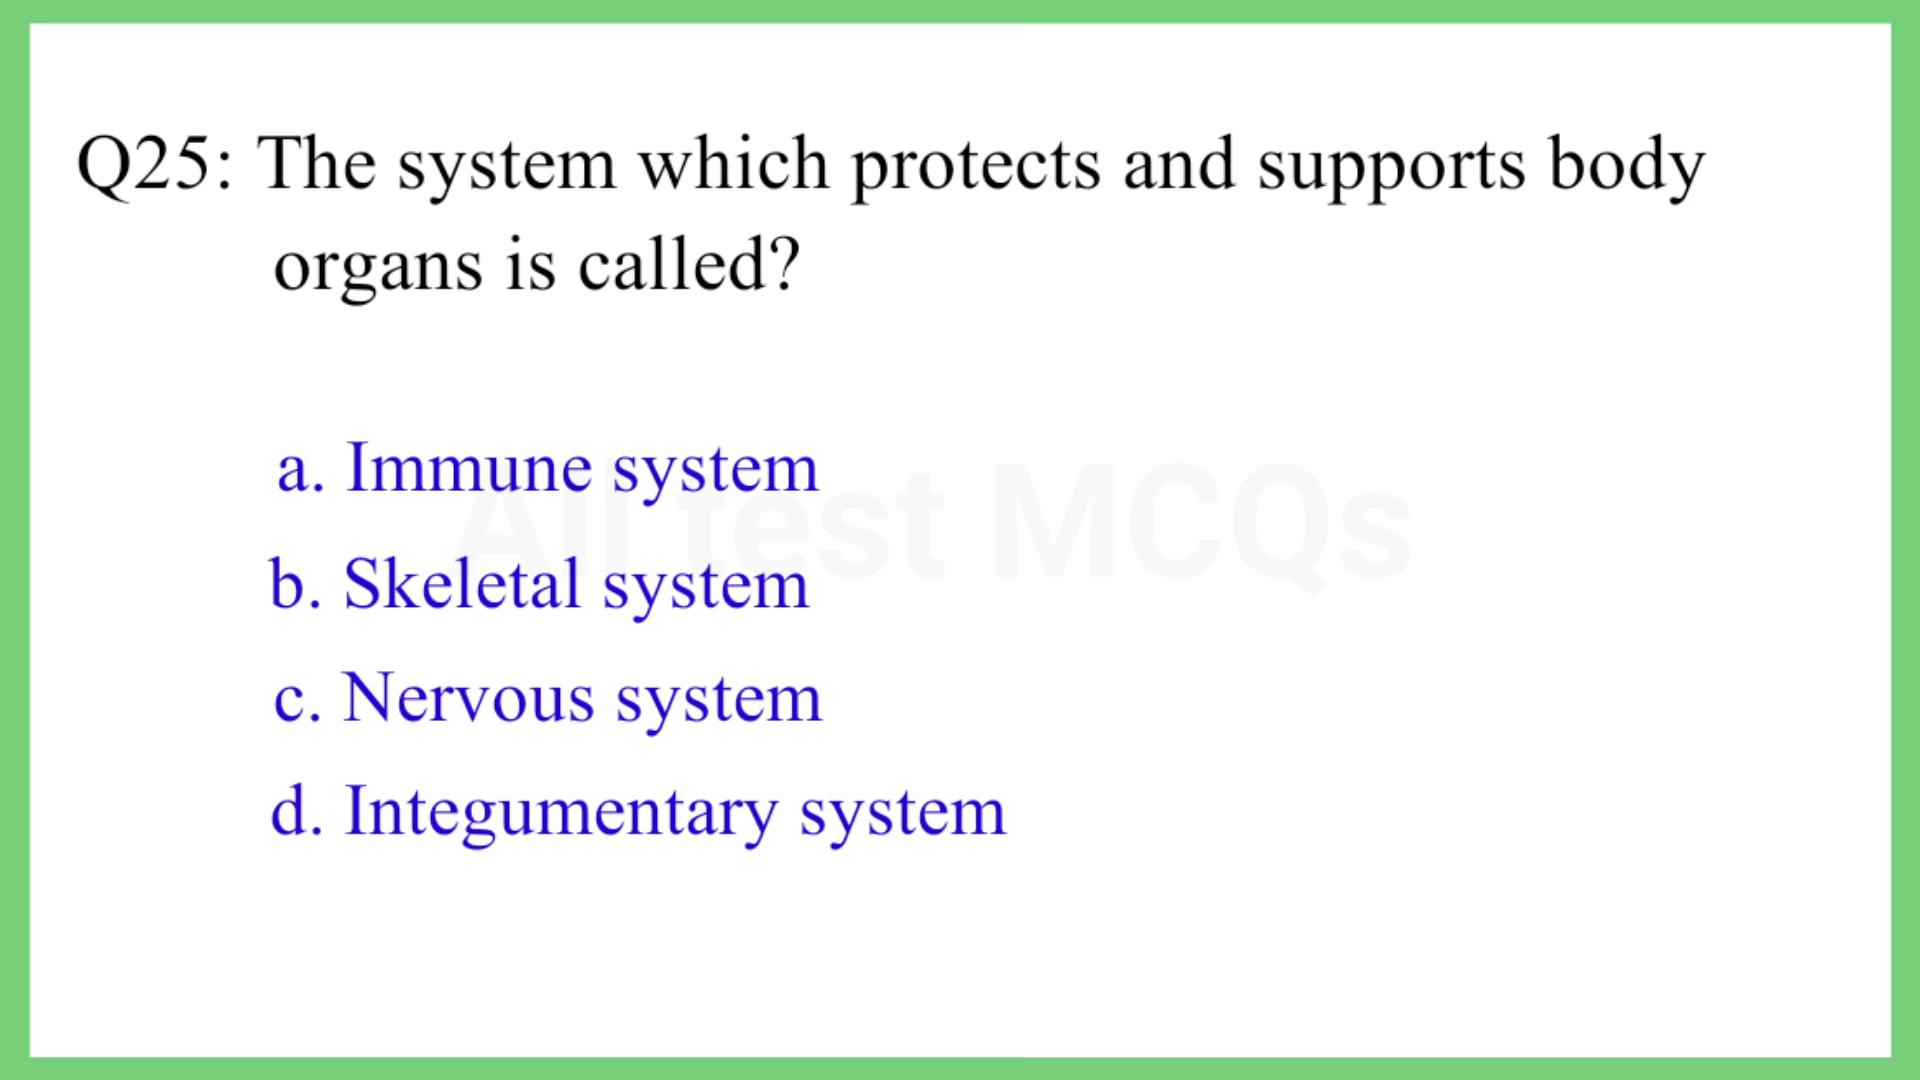 Q25: The system which protects and supports body
organs is called?
a. Immune system
All test MCQs
b. Skeletal system
c. Nervous system
d. Integumentary system